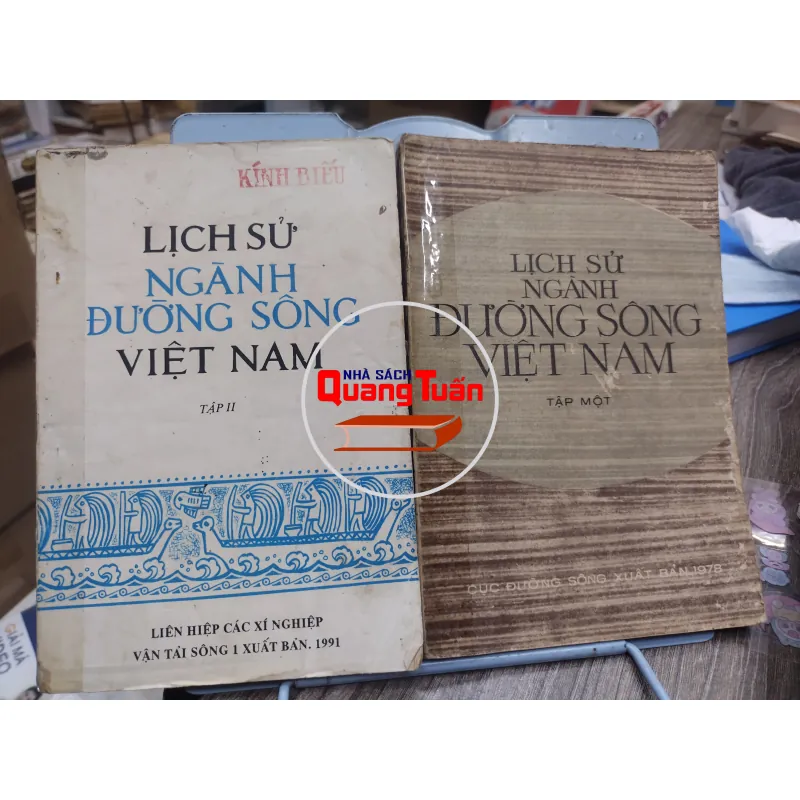 KÍNH BIẾU
LỊCH SỬ
NGÀNH
ĐƯỜNG SÔNG
VIỆT NAM
TẬP II
LIÊN HIỆP CÁC XÍ NGHIỆP
VẬN TẢI SÔNG 1 XUẤT BẢN. 1991
LỊCH SỬ
NGÀNH
ĐƯỜNG SÔNG
VIỆT NAM
TẬP MỘT
CỤC ĐƯỜNG SÔNG XUẤT BẢN
NHÀ SÁCH
Quang Tuấn
GIẢI MÃ